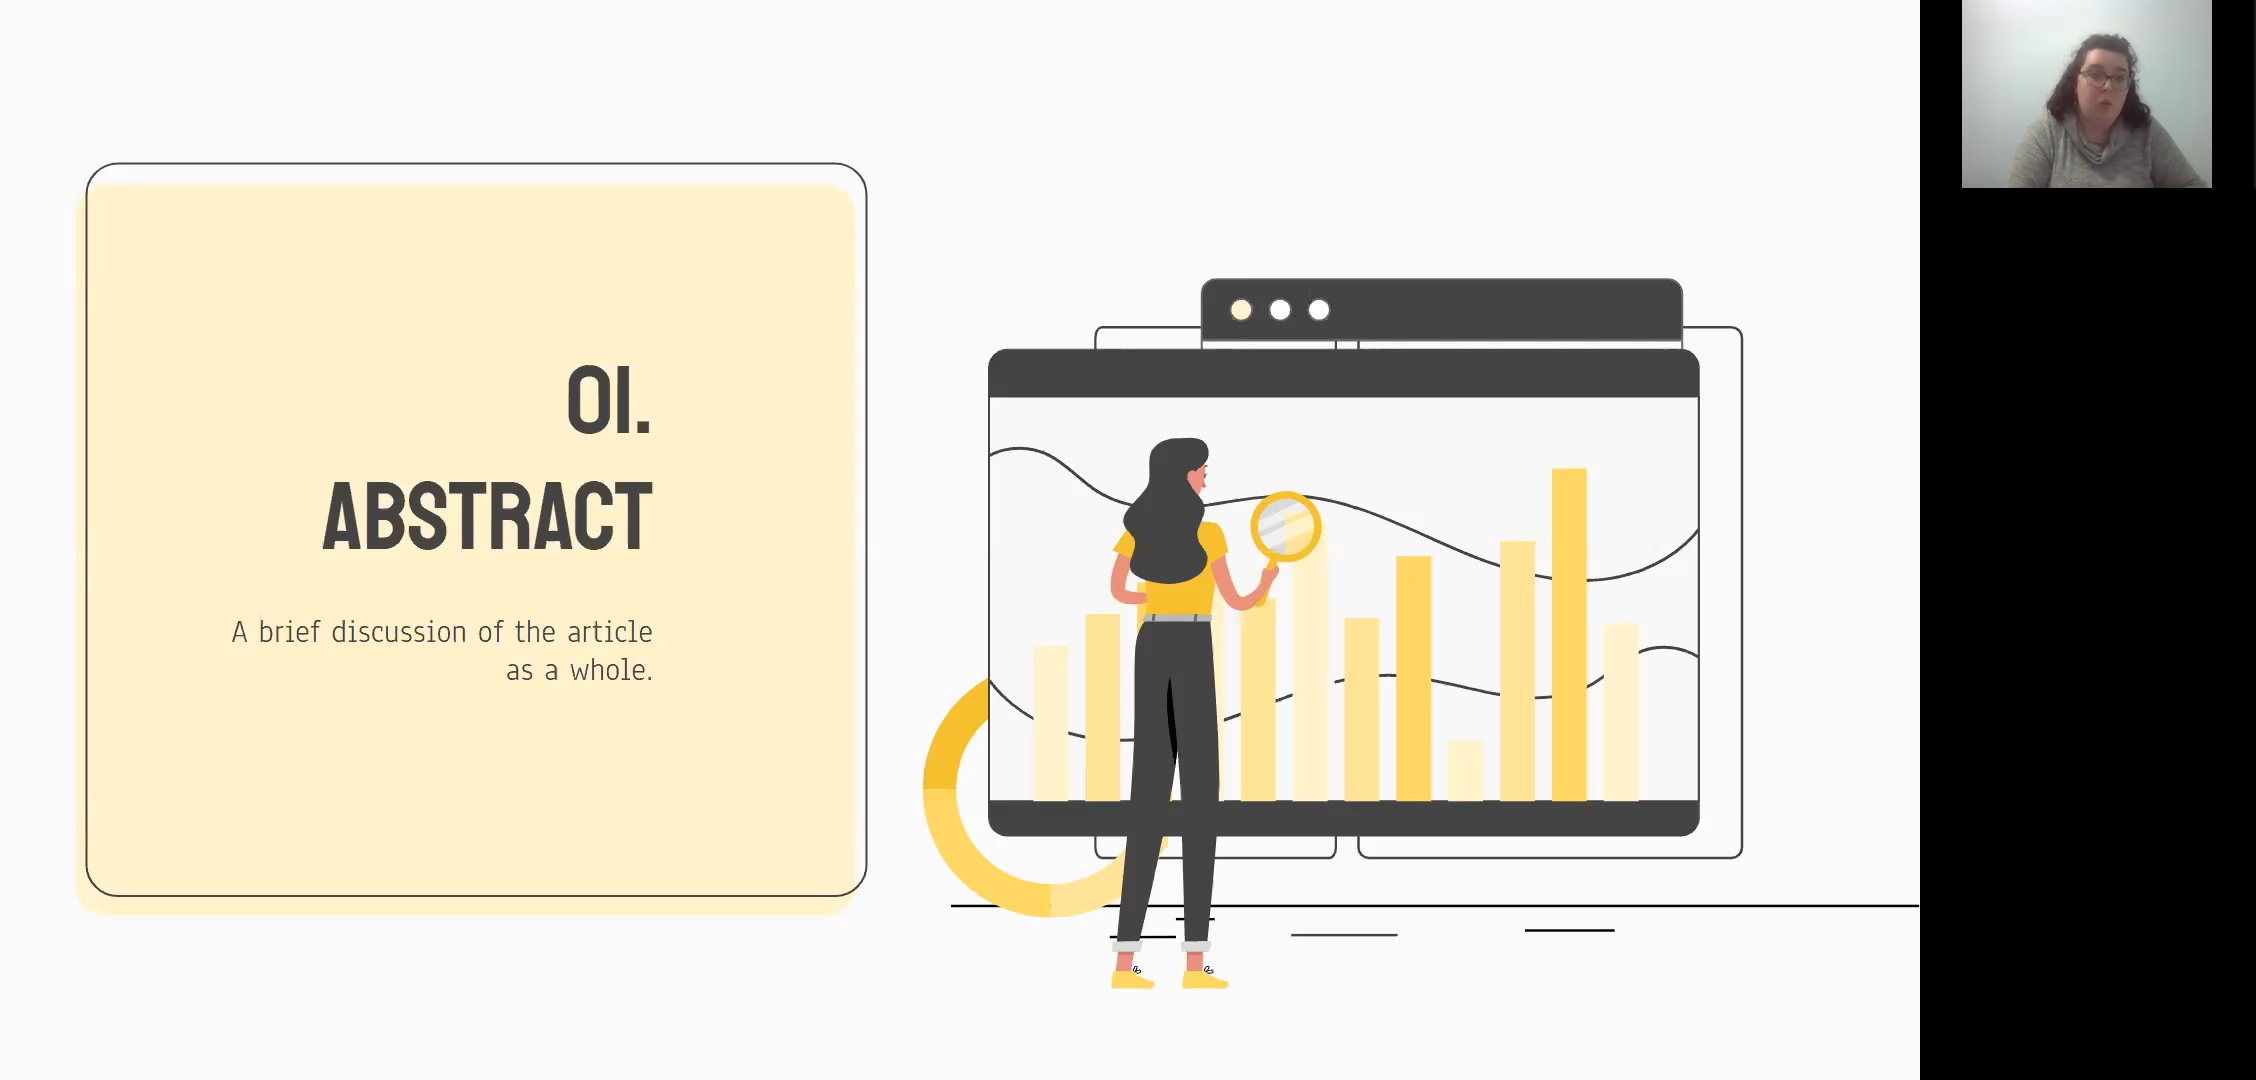 01.
ABSTRACT
A brief discussion of the article
as a whole.